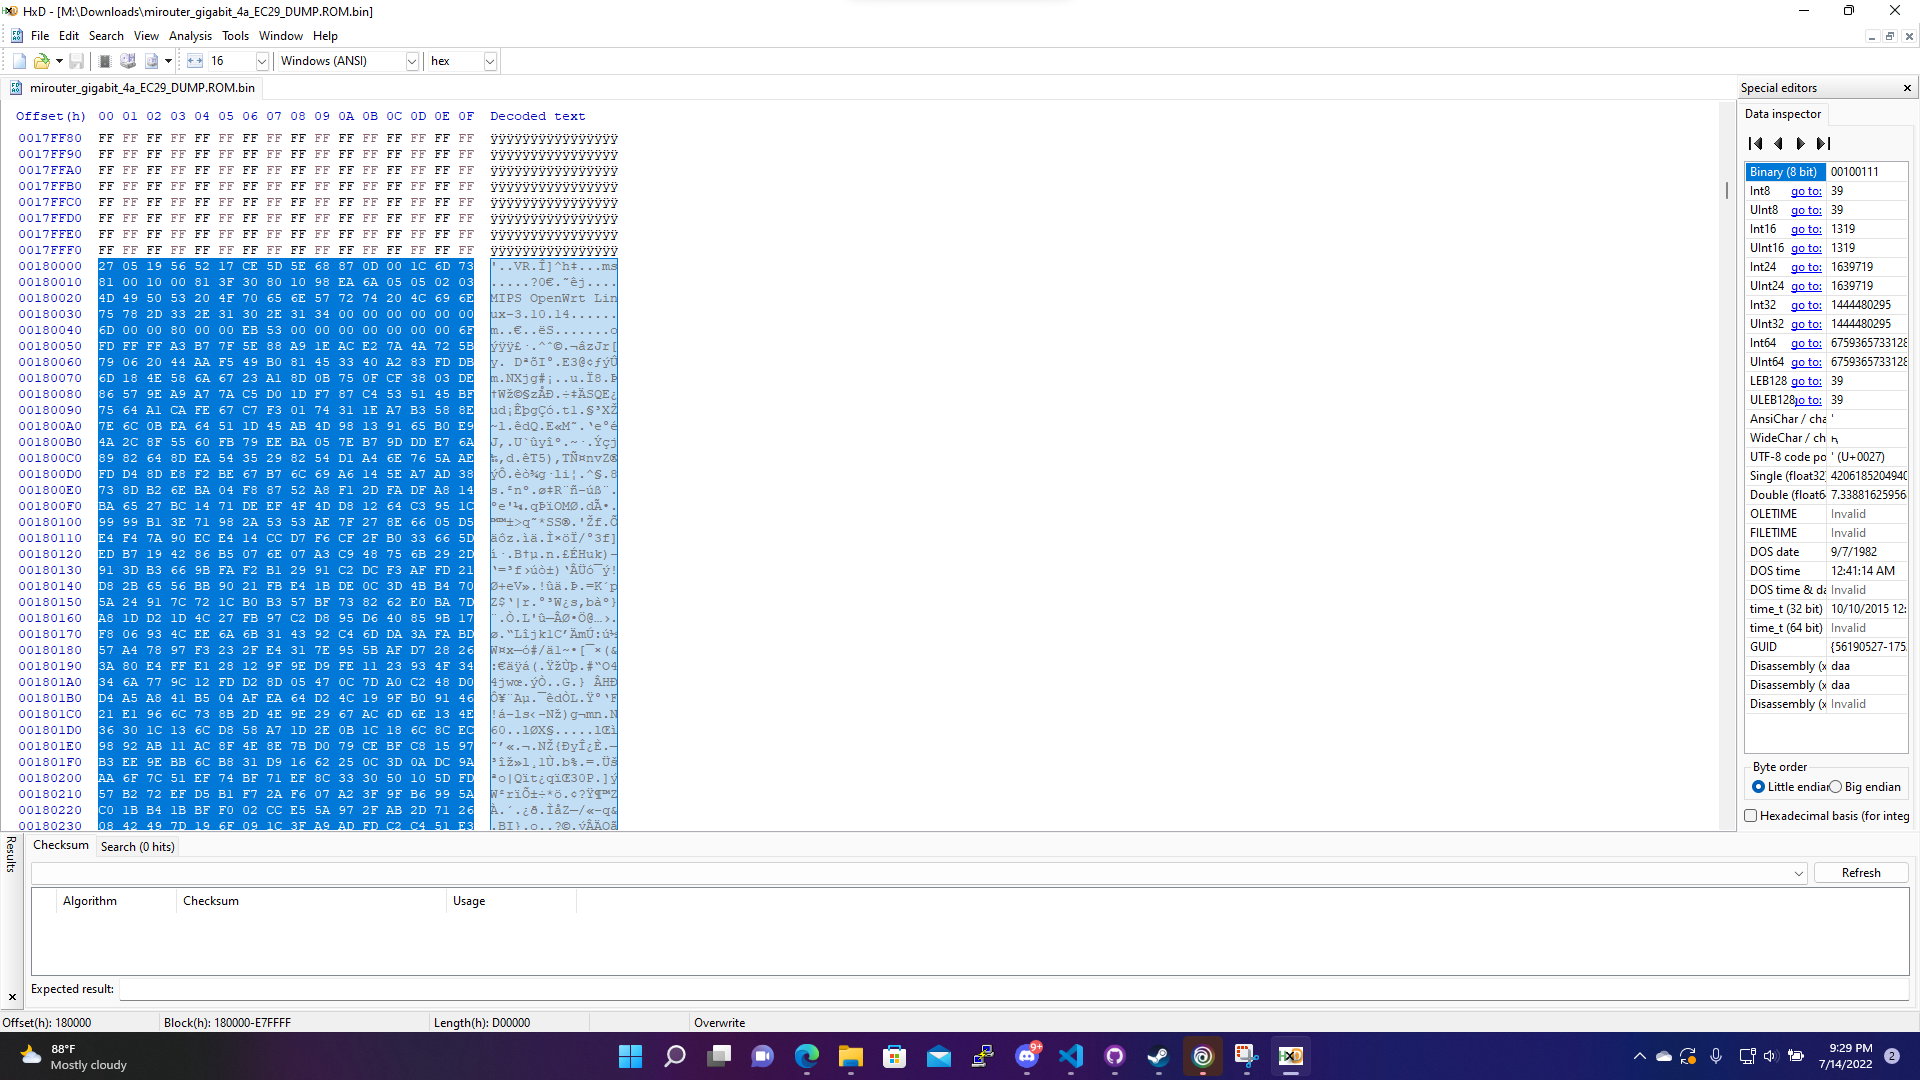 HxD - [M:\Downloads\mirouter_gigabit_4a_EC29_DUMP.ROM.bin]
File Edit Search View Analysis Tools Window Help
16 Windows (ANSI) hex
mirouter_gigabit_4a_EC29_DUMP.ROM.bin
Offset(h) 00 01 02 03 04 05 06 07 08 09 0A 0B 0C 0D 0E 0F Decoded text
0017FF80 FF FF FF FF FF FF FF FF FF FF FF FF FF FF FF FF ÿÿÿÿÿÿÿÿÿÿÿÿÿÿÿÿ
0017FF90 FF FF FF FF FF FF FF FF FF FF FF FF FF FF FF FF ÿÿÿÿÿÿÿÿÿÿÿÿÿÿÿÿ
0017FFA0 FF FF FF FF FF FF FF FF FF FF FF FF FF FF FF FF ÿÿÿÿÿÿÿÿÿÿÿÿÿÿÿÿ
0017FFB0 FF FF FF FF FF FF FF FF FF FF FF FF FF FF FF FF ÿÿÿÿÿÿÿÿÿÿÿÿÿÿÿÿ
0017FFC0 FF FF FF FF FF FF FF FF FF FF FF FF FF FF FF FF ÿÿÿÿÿÿÿÿÿÿÿÿÿÿÿÿ
0017FFD0 FF FF FF FF FF FF FF FF FF FF FF FF FF FF FF FF ÿÿÿÿÿÿÿÿÿÿÿÿÿÿÿÿ
0017FFE0 FF FF FF FF FF FF FF FF FF FF FF FF FF FF FF FF ÿÿÿÿÿÿÿÿÿÿÿÿÿÿÿÿ
0017FFF0 FF FF FF FF FF FF FF FF FF FF FF FF FF FF FF FF ÿÿÿÿÿÿÿÿÿÿÿÿÿÿÿÿ
00180000 27 05 19 56 52 17 CE 5D 5E 68 87 0D 00 1C 6D 73 '..VR.Î]^h‡...ms
00180010 81 00 10 00 81 3F 30 80 10 98 EA 6A 05 05 02 03 .....?0€.˜êj....
00180020 4D 49 50 53 20 4F 70 65 6E 57 72 74 20 4C 69 6E MIPS OpenWrt Lin
00180030 75 78 2D 33 2E 31 30 2E 31 34 00 00 00 00 00 00 ux-3.10.14......
00180040 6D 00 00 80 00 00 EB 53 00 00 00 00 00 00 00 6F m..€..ëS.......o
00180050 FD FF FF A3 B7 7F 5E 88 A9 1E AC E2 7A 4A 72 5B ýÿÿ£·.^ˆ©.¬âzJr[
00180060 79 06 20 44 AA F5 49 B0 81 45 33 40 A2 83 FD DB y. DªõI°.E3@¢ƒýÛ
00180070 6D 18 4E 58 6A 67 23 A1 8D 0B 75 0F CF 38 03 DE m.NXjg#¡..u.Ï8.Þ
00180080 86 57 9E A9 A7 7A C5 D0 1D F7 87 C4 53 51 45 BF †Wž©§zÅÐ.÷‡ÄSQE¿
00180090 75 64 A1 CA FE 67 C7 F3 01 74 31 1E A7 B3 58 8E ud¡ÊþgÇó.t1.§³XŽ
001800A0 7E 6C 0B EA 64 51 1D 45 AB 4D 98 13 91 65 B0 E9 ~l.êdQ.E«M˜.‘e°é
001800B0 4A 2C 8F 55 60 FB 79 EE BA 05 7E B7 9D DD E7 6A J,.U`ûyîº.~·.Ýçj
001800C0 89 82 64 8D EA 54 35 29 82 54 D1 A4 6E 76 5A AE ‰‚d.êT5)‚TÑ¤nvZ®
001800D0 FD D4 8D E8 F2 BE 67 B7 6C 69 A6 14 5E A7 AD 38 ýÔ.èò¾g·li¦.^§.8
001800E0 73 8D B2 6E BA 04 F8 87 52 A8 F1 2D FA DF A8 14 s.²nº.ø‡R¨ñ-úß¨.
001800F0 BA 65 27 BC 14 71 DE EF 4F 4D D8 12 64 C3 95 1C ºe'¼.qÞïOMØ.dÃ•.
00180100 99 99 B1 3E 71 98 2A 53 53 AE 7F 27 8E 66 05 D5 ™™±>q˜*SS®.'Žf.Õ
00180110 E4 F4 7A 90 EC E4 14 CC D7 F6 CF 2F B0 33 66 5D äôz.ìä.Ì×öÏ/°3f]
00180120 ED B7 19 42 86 B5 07 6E 07 A3 C9 48 75 6B 29 2D í·.B†µ.n.£ÉHuk)-
00180130 91 3D B3 66 9B FA F2 B1 29 91 C2 DC F3 AF FD 21 ‘=³f›úò±)‘ÂÜó¯ý!
00180140 D8 2B 65 56 BB 90 21 FB E4 1B DE 0C 3D 4B B4 70 Ø+eV».!ûä.Þ.=K´p
00180150 5A 24 91 7C 72 1C B0 B3 57 BF 73 82 62 E0 BA 7D Z$‘|r.°³W¿s‚bàº}
00180160 A8 1D D2 1D 4C 27 FB 97 C2 D8 95 D6 40 85 9B 17 ¨.Ò.L'û—ÂØ•Ö@…›.
00180170 F8 06 93 4C EE 6A 6B 31 43 92 C4 6D DA 3A FA BD ø.“Lîjk1C’ÄmÚ:ú½
00180180 57 A4 78 97 F3 23 2F E4 31 7E 95 5B AF D7 28 26 W¤x—ó#/ä1~•[¯×(&
00180190 3A 80 E4 FF E1 28 12 9F 9E D9 FE 11 23 93 4F 34 :€äÿá(.ŸžÙþ.#“O4
001801A0 34 6A 77 9C 12 FD D2 8D 05 47 0C 7D A0 C2 48 D0 4jwœ.ýÒ..G.} ÂHÐ
001801B0 D4 A5 A8 41 B5 04 AF EA 64 D2 4C 19 9F B0 91 46 Ô¥¨Aµ.¯êdÒL.Ÿ°‘F
001801C0 21 E1 96 6C 73 8B 2D 4E 9E 29 67 AC 6D 6E 13 4E !á–ls‹-Nž)g¬mn.N
001801D0 36 30 1C 13 6C D8 58 A7 1D 2E 0B 1C 18 6C 8C EC 60..lØX§.....lŒì
001801E0 98 92 AB 11 AC 8F 4E 8E 7B D0 79 CE BF C8 15 97 ˜’«.¬.NŽ{ÐyÎ¿È.—
001801F0 B3 EE 9E BB 6C B8 31 D9 16 62 25 0C 3D 0A DC 9A ³îž»l¸1Ù.b%.=.Üš
00180200 AA 6F 7C 51 EF 74 BF 71 EF 8C 33 30 50 10 5D FD ªo|Qït¿qïŒ30P.]ý
00180210 57 B2 72 EF D5 B1 F7 2A F6 07 A2 3F 9F B6 99 5A W²rïÕ±÷*ö.¢?Ÿ¶™Z
00180220 C0 1B B4 1B BF F0 02 CC E5 5A 97 2F AB 2D 71 26 À.´.¿ð.ÌåZ—/«-q&
00180230 08 42 49 7D 19 6F 09 1C 3F A9 AD FD C2 C4 51 E3 .BI}.o..?©.ýÂÄQã
Special editors
Data inspector
Binary (8 bit) 00100111
Int8 go to: 39
UInt8 go to: 39
Int16 go to: 1319
UInt16 go to: 1319
Int24 go to: 1639719
UInt24 go to: 1639719
Int32 go to: 1444480295
UInt32 go to: 1444480295
Int64 go to: 6759365733128
UInt64 go to: 6759365733128
LEB128 go to: 39
ULEB128 go to: 39
AnsiChar / cha '
WideChar / ch ԧ
UTF-8 code po ' (U+0027)
Single (float32 4206185204940
Double (float6 7.338816259568
OLETIME Invalid
FILETIME Invalid
DOS date 9/7/1982
DOS time 12:41:14 AM
DOS time & da Invalid
time_t (32 bit) 10/10/2015 12:
time_t (64 bit) Invalid
GUID {56190527-175
Disassembly (x daa
Disassembly (x daa
Disassembly (x Invalid
Byte order
Little endian Big endian
Hexadecimal basis (for integ
Results
Checksum Search (0 hits)
Refresh
Algorithm Checksum Usage
Expected result:
Offset(h): 180000 Block(h): 180000-E7FFFF Length(h): D00000 Overwrite
88°F
Mostly cloudy
9+
9:29 PM
7/14/2022
2